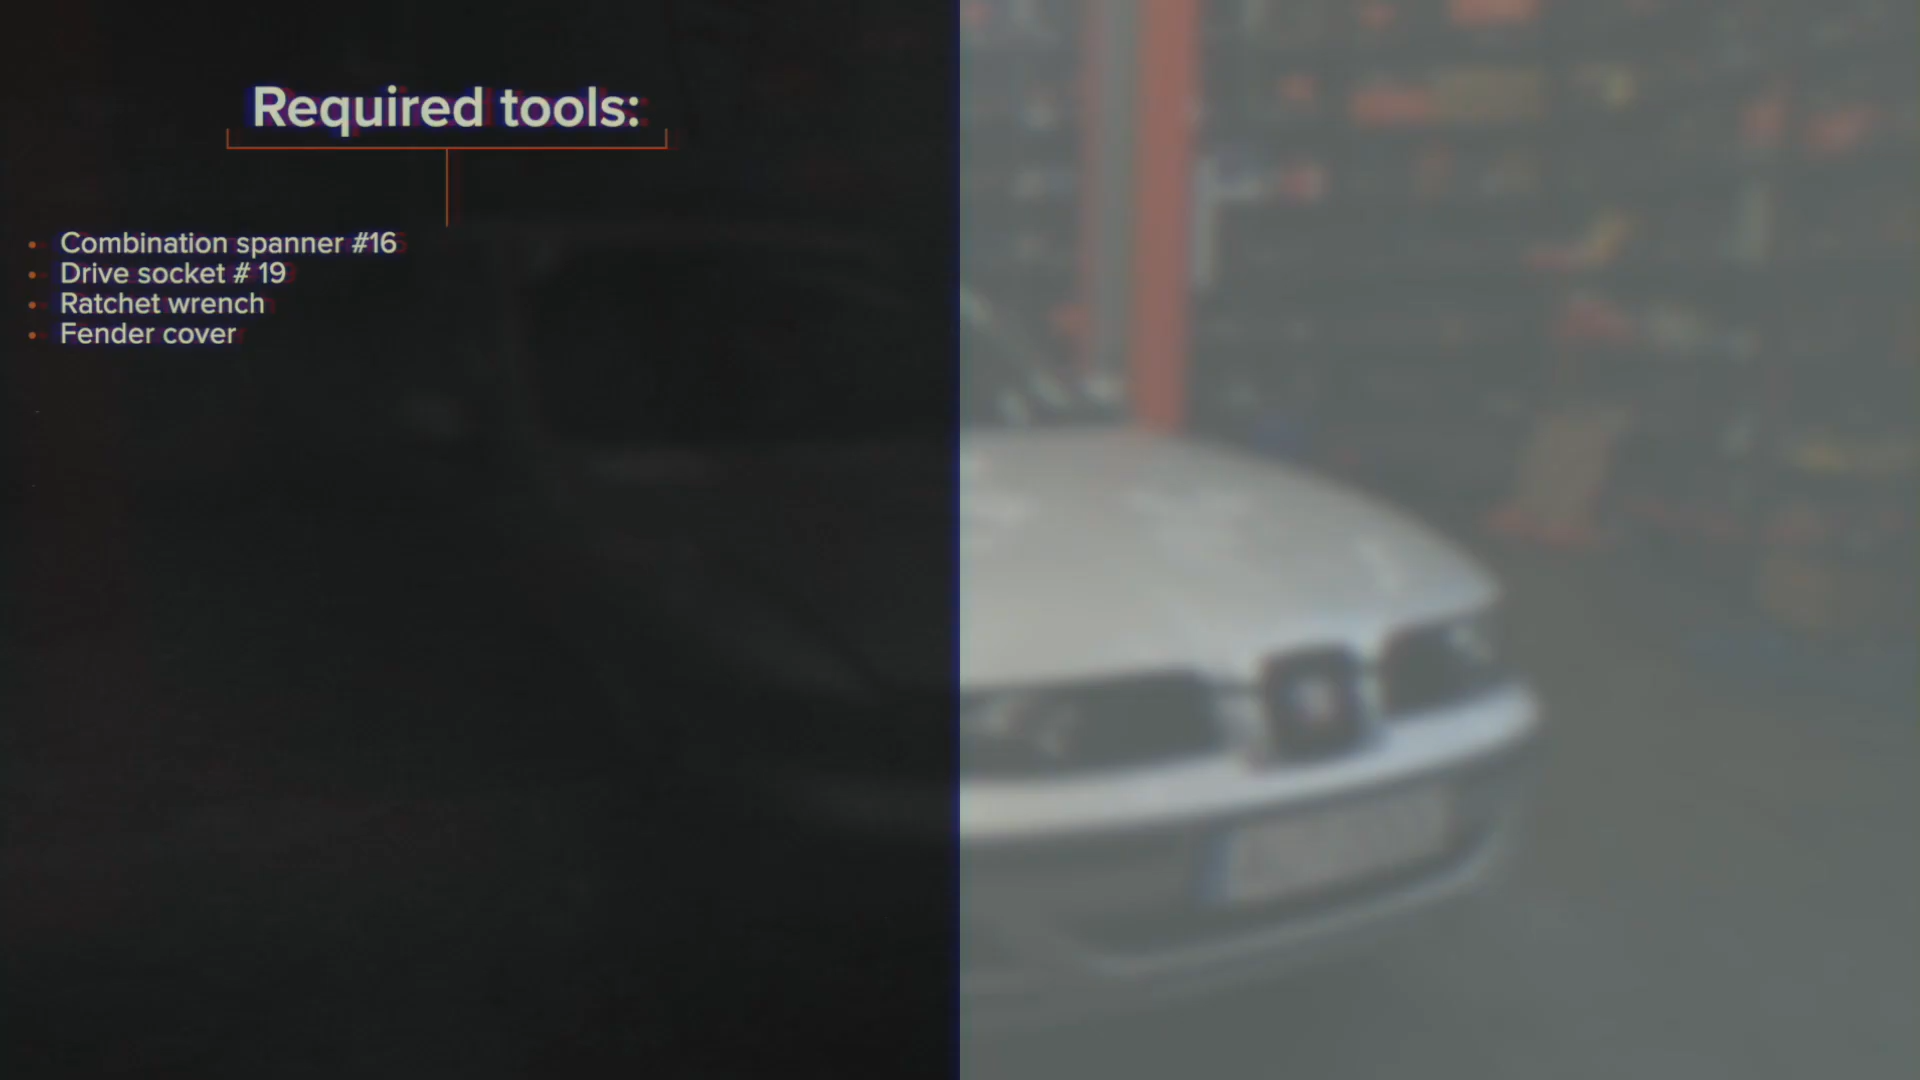 Required tools:
• Combination spanner #16
• Drive socket # 19
• Ratchet wrench
• Fender cover